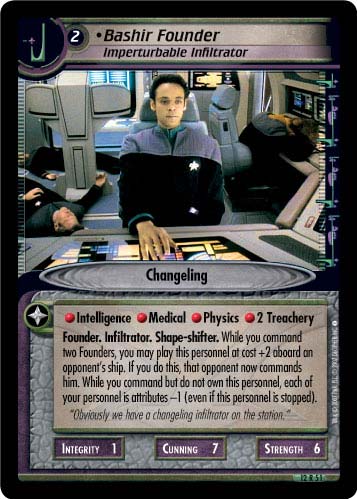 2
•Bashir Founder
Imperturbable Infiltrator
Changeling
Intelligence Medical Physics 2 Treachery
Founder. Infiltrator. Shape-shifter. While you command
two Founders, you may play this personnel at cost +2 aboard an
opponent's ship. If you do this, that opponent now commands
him. While you command but do not own this personnel, each of
your personnel is attributes –1 (even if this personnel is stopped).
"Obviously we have a changeling infiltrator on the station."
INTEGRITY 1 CUNNING 7 STRENGTH 6
12 R 51